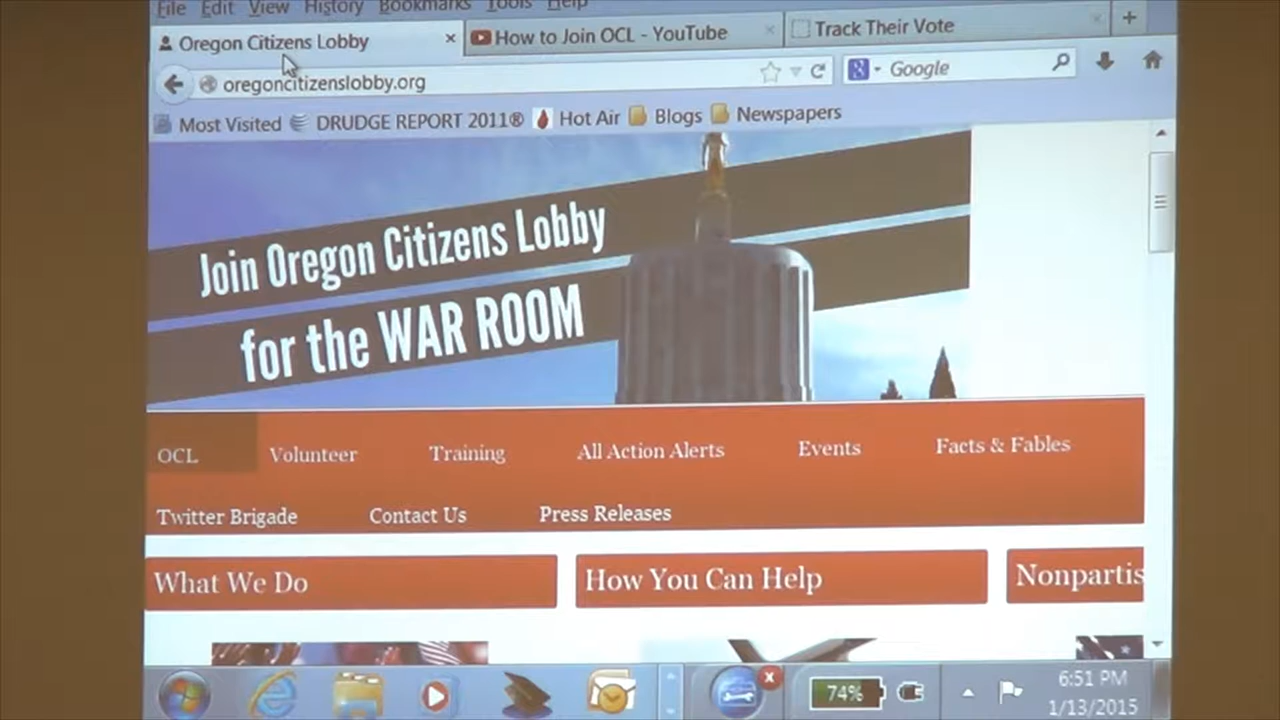 File Edit View History Bookmarks Tools Help
Oregon Citizens Lobby × How to Join OCL - YouTube × Track Their Vote × +
oregoncitizenslobby.org Google
Most Visited DRUDGE REPORT 2011® Hot Air Blogs Newspapers
Join Oregon Citizens Lobby
for the WAR ROOM
OCL Volunteer Training All Action Alerts Events Facts & Fables
Twitter Brigade Contact Us Press Releases
What We Do How You Can Help Nonpartis
74% 6:51 PM
1/13/2015